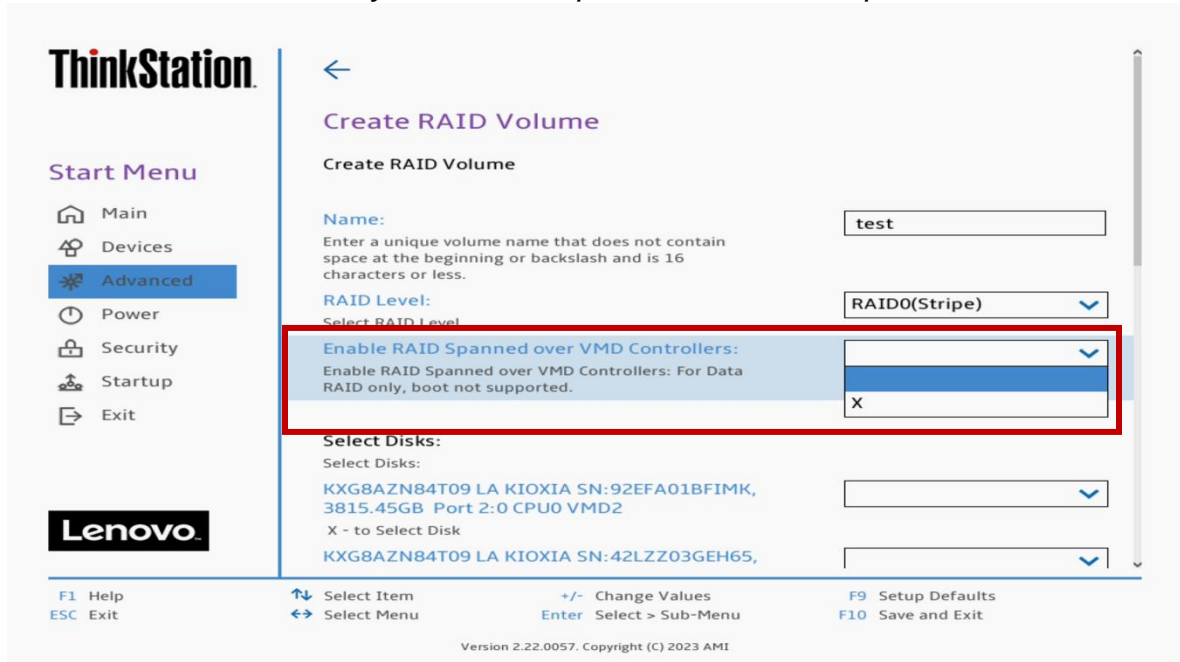 ThinkStation
Create RAID Volume
Start Menu
Create RAID Volume
Main
Devices
Advanced
Power
Security
Startup
Exit
Name:
test
Enter a unique volume name that does not contain
space at the beginning or backslash and is 16
characters or less.
RAID Level:
RAID0(Stripe)
Select RAID Level
Enable RAID Spanned over VMD Controllers:
Enable RAID Spanned over VMD Controllers: For Data
RAID only, boot not supported.
X
Select Disks:
Select Disks:
KXG8AZN84T09 LA KIOXIA SN:92EFA01BFIMK,
3815.45GB Port 2:0 CPU0 VMD2
X - to Select Disk
KXG8AZN84T09 LA KIOXIA SN:42LZZ03GEH65,
Lenovo
F1 Help
ESC Exit
Select Item
Select Menu
+/- Change Values
Enter Select > Sub-Menu
F9 Setup Defaults
F10 Save and Exit
Version 2.22.0057. Copyright (C) 2023 AMI